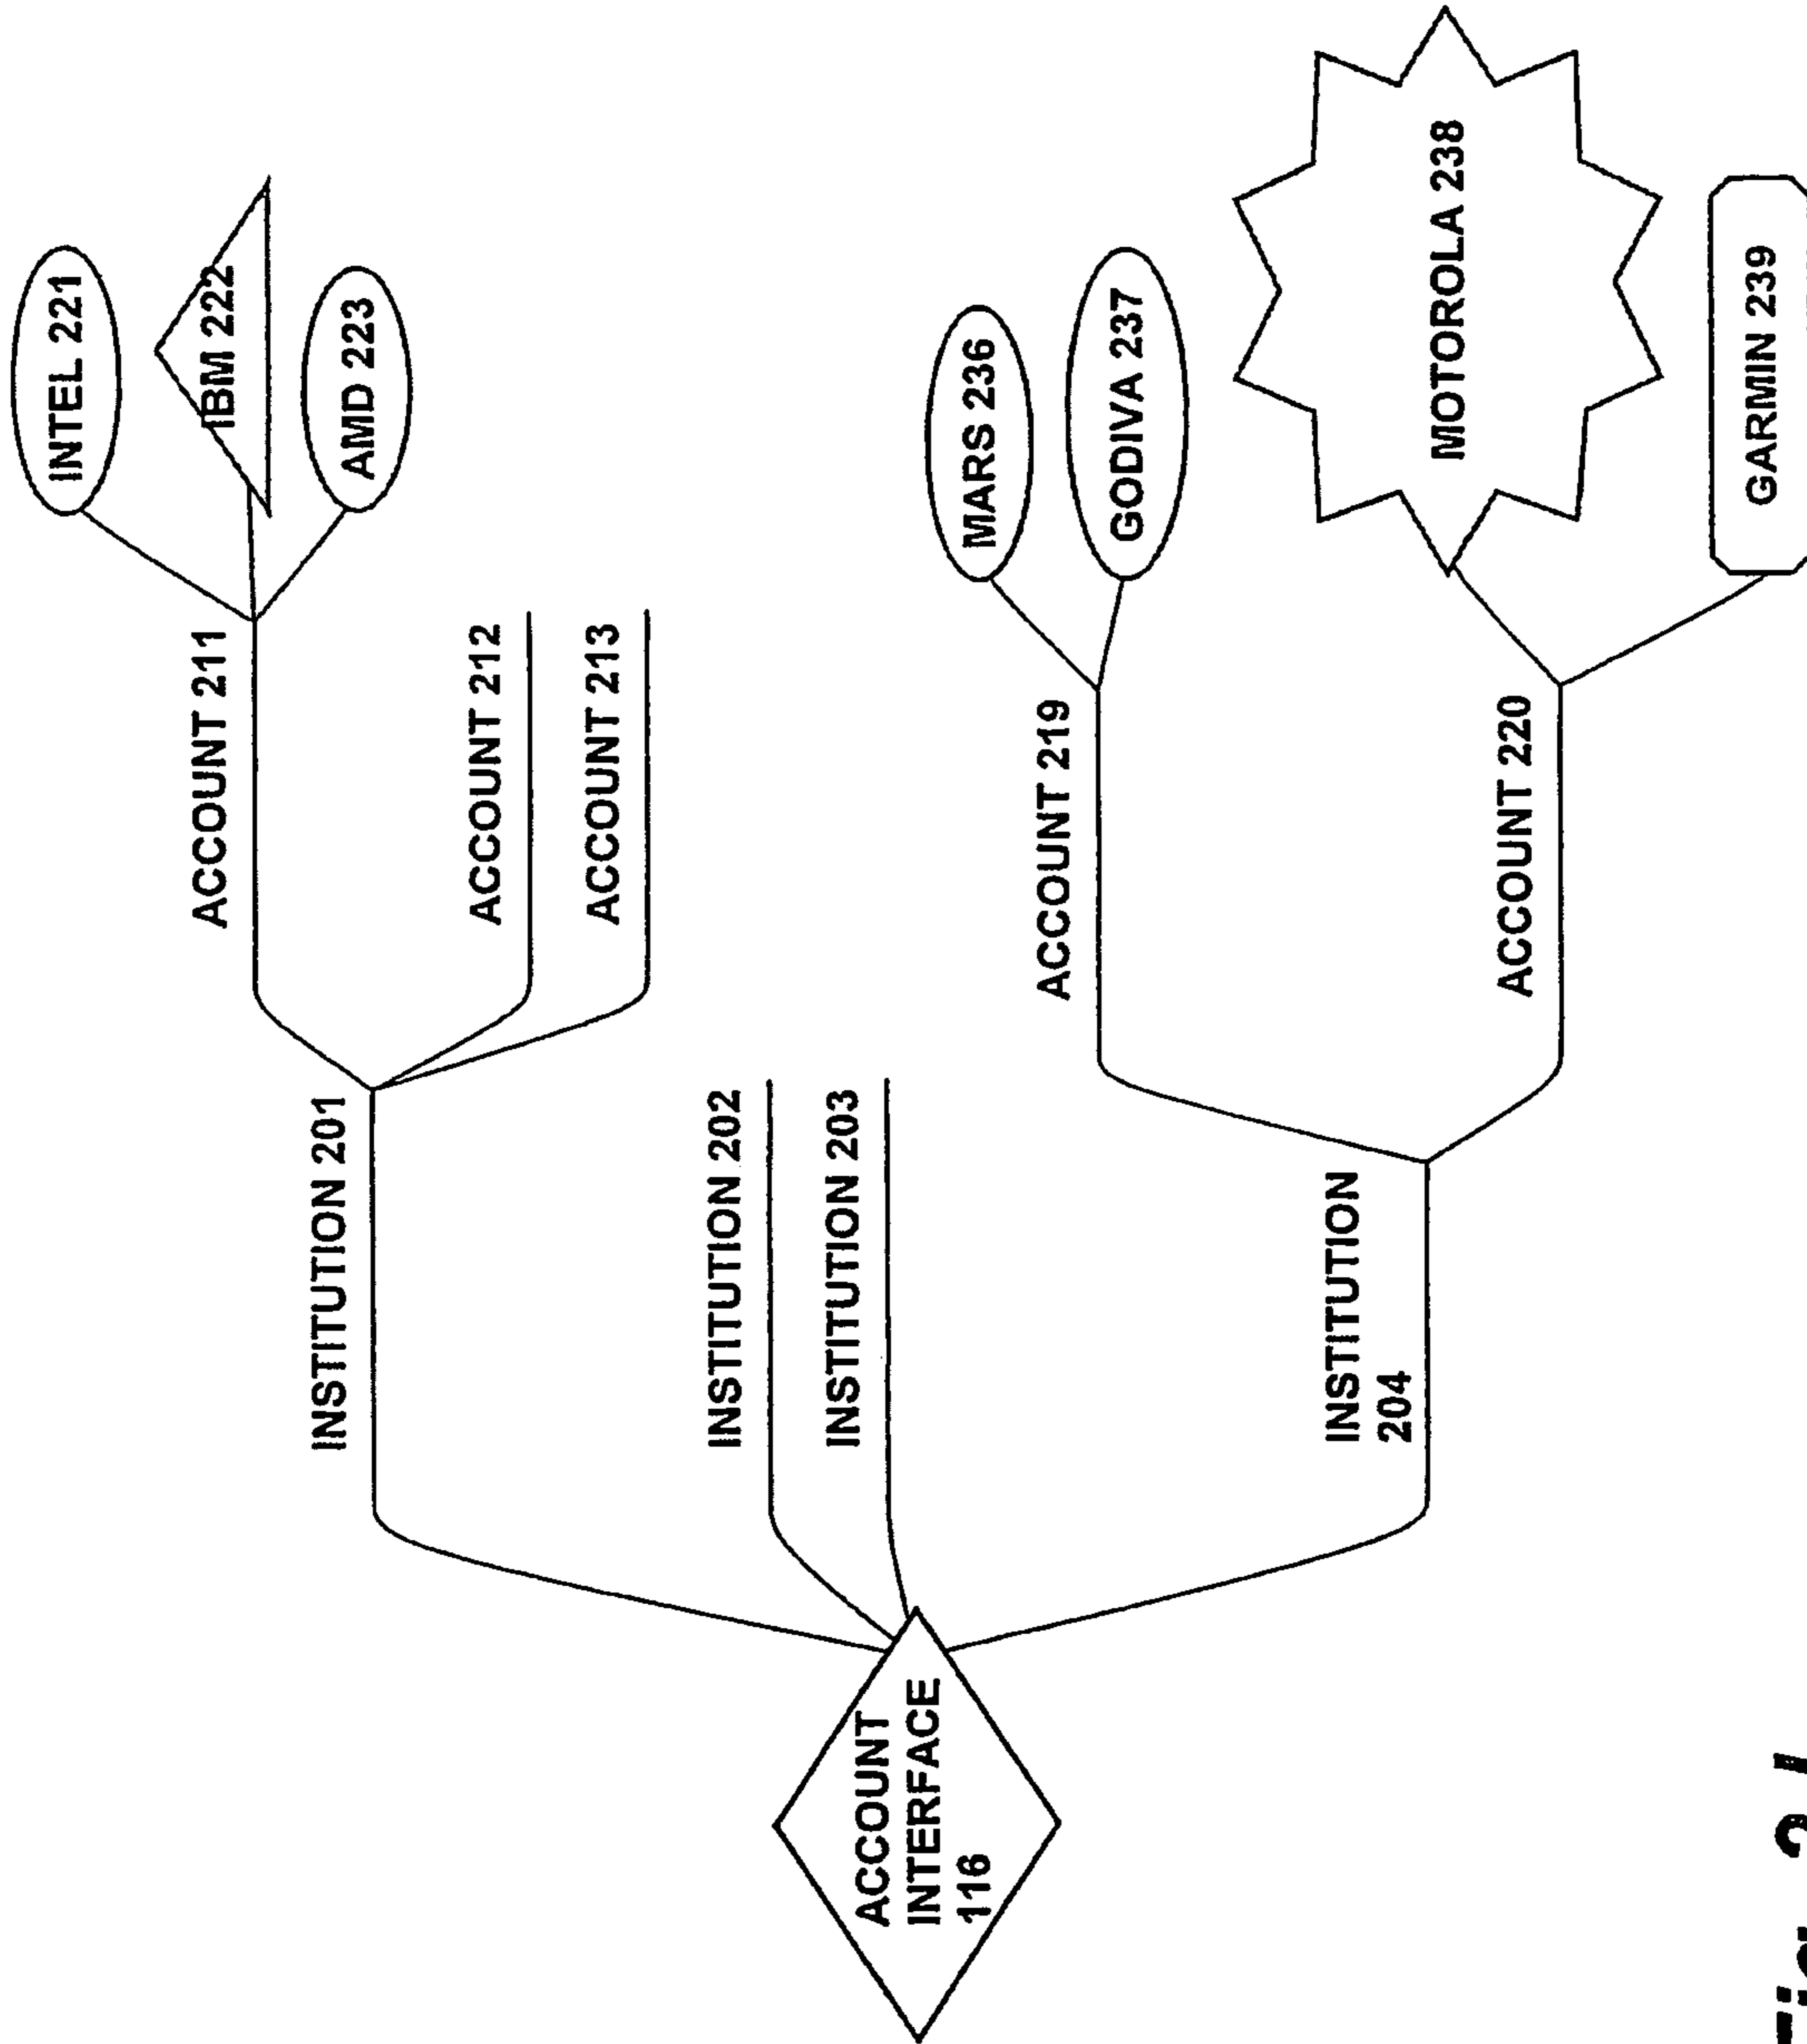 INTEL 221
IBM 222
AMD 223
ACCOUNT 211
ACCOUNT 212
ACCOUNT 213
INSTITUTION 201
INSTITUTION 202
INSTITUTION 203
MARS 236
GODIVA 237
ACCOUNT 219
MOTOROLA 238
ACCOUNT 220
GARMIN 239
INSTITUTION
204
ACCOUNT
INTERFACE
116